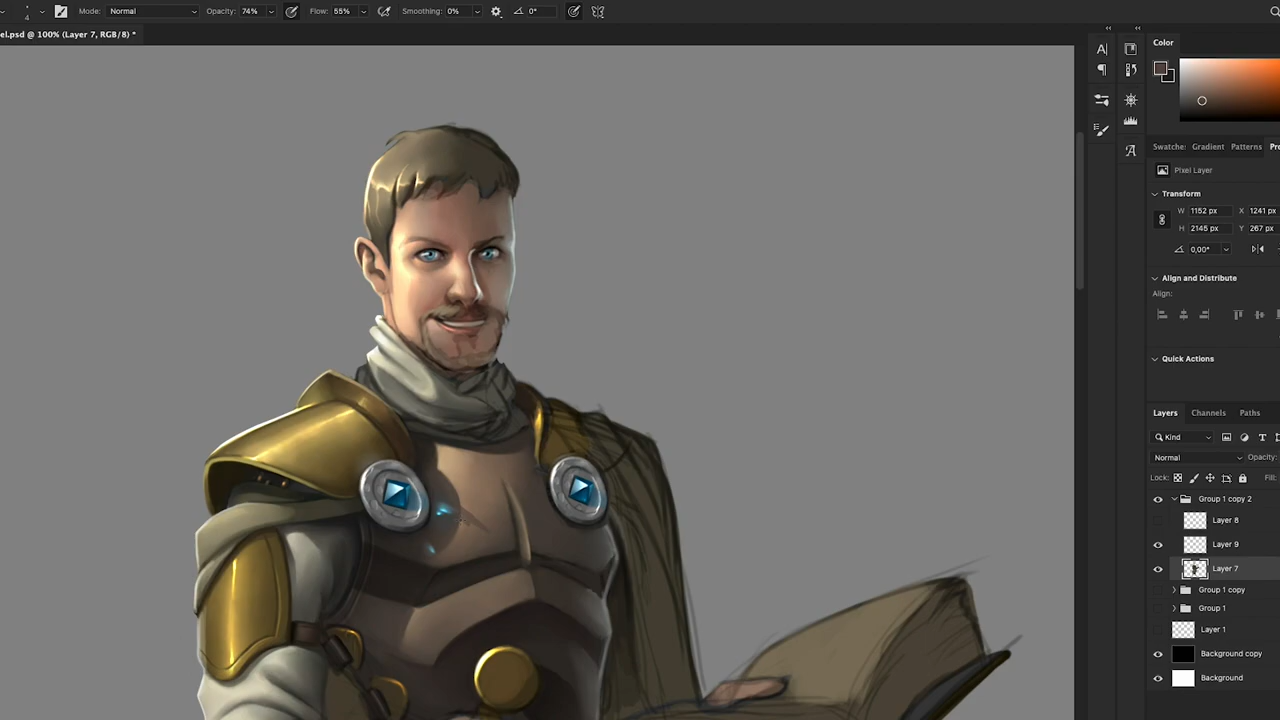 4 Mode: Normal Opacity: 74% Flow: 55% Smoothing: 0% 0°
el.psd @ 100% (Layer 7, RGB/8) *
Color
Swatche: Gradient Patterns Pro
Pixel Layer
Transform
W 1152 px X 1241 px
H 2145 px Y 267 px
0,00°
Align and Distribute
Align:
Quick Actions
Layers Channels Paths
Kind
Normal Opacity:
Lock: Fill:
Group 1 copy 2
Layer 8
Layer 9
Layer 7
Group 1 copy
Group 1
Layer 1
Background copy
Background